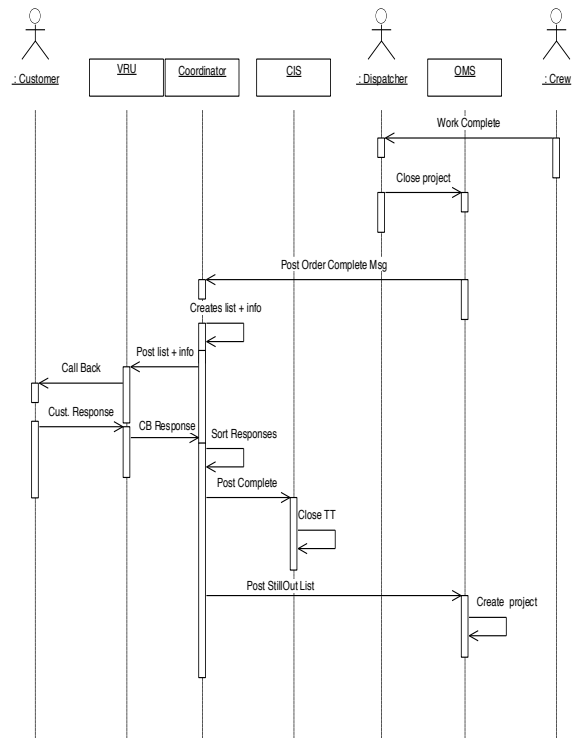 : Customer
VRU
Coordinator
CIS
: Dispatcher
OMS
: Crew
Work Complete
Close project
Post Order Complete Msg
Creates list + info
Post list + info
Call Back
Cust. Response
CB Response
Sort Responses
Post Complete
Close TT
Post StillOut List
Create project